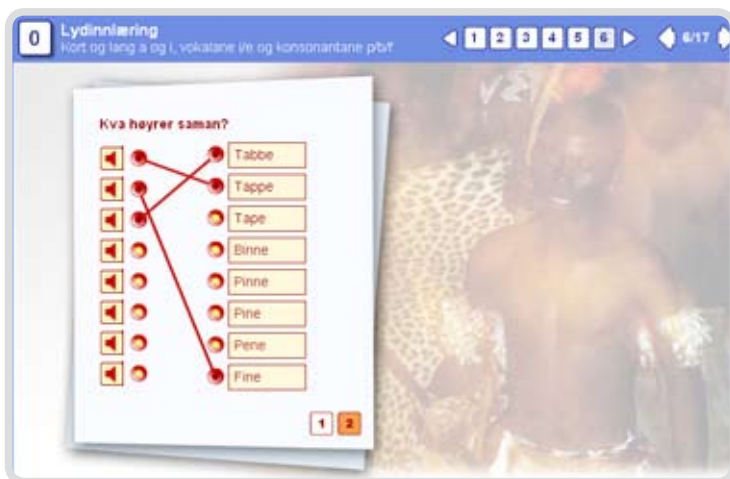 0
Lydinnlæring
Kort og lang a og i, vokalane i/e og konsonantane p/b/f
1 2 3 4 5 6
6/17
Kva høyrer saman?
Tabbe
Tappe
Tape
Binne
Pinne
Pine
Pene
Fine
1 2